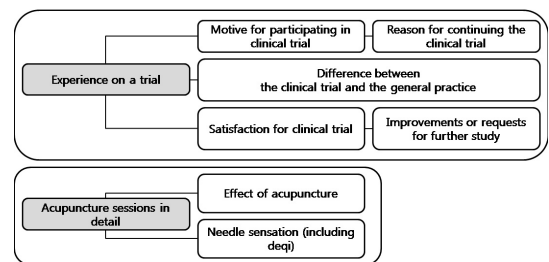 Motive for participating in
clinical trial
Reason for continuing the
clinical trial
Experience on a trial
Difference between
the clinical trial and the general practice
Satisfaction for clinical trial
Improvements or requests
for further study
Effect of acupuncture
Acupuncture sessions in
detail
Needle sensation (including
deqi)